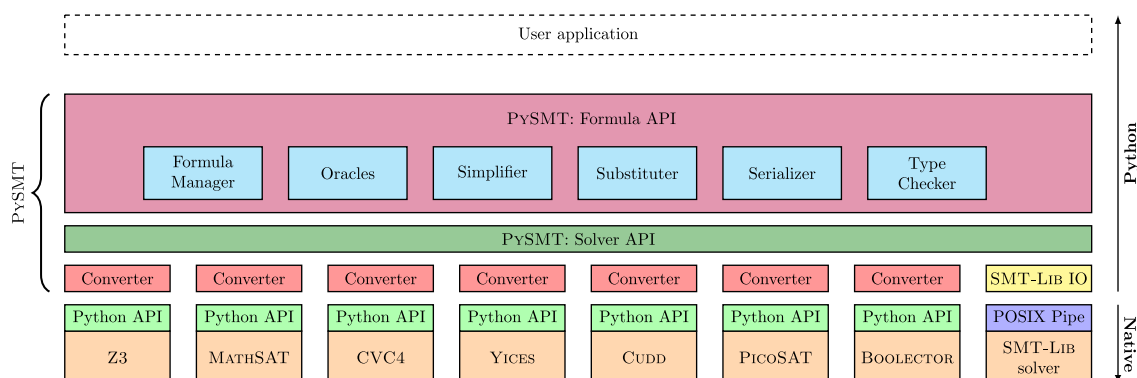 User application
PySMT: Formula API
Formula
Manager
Oracles
Simplifier
Substituter
Serializer
Type
Checker
PySMT: Solver API
Converter
Converter
Converter
Converter
Converter
Converter
Converter
SMT-Lib IO
Python API
Python API
Python API
Python API
Python API
Python API
Python API
POSIX Pipe
Z3
MathSAT
CVC4
Yices
Cudd
PicoSAT
Boolector
SMT-Lib
solver
PySMT
Python
Native